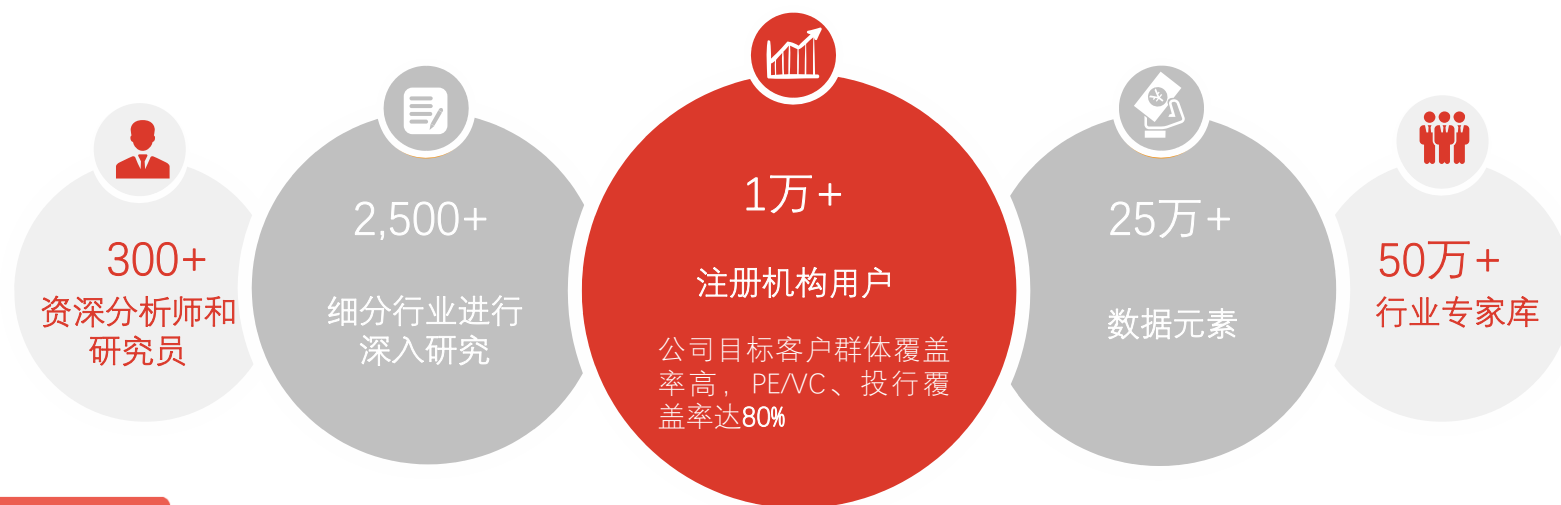 300+
资深分析师和
研究员
2,500+
细分行业进行
深入研究
1万+
注册机构用户
公司目标客户群体覆盖
率高，PE/VC、投行覆
盖率达80%
25万+
数据元素
50万+
行业专家库